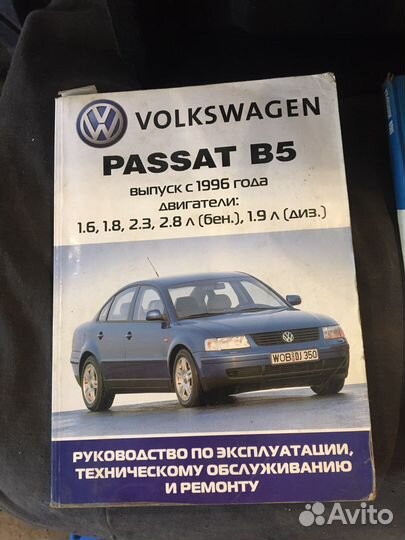 VOLKSWAGEN
PASSAT B5
выпуск с 1996 года
двигатели:
1.6, 1.8, 2.3, 2.8 л (бен.), 1.9 л (диз.)
WOB DJ 350
РУКОВОДСТВО ПО ЭКСПЛУАТАЦИИ,
ТЕХНИЧЕСКОМУ ОБСЛУЖИВАНИЮ
И РЕМОНТУ
Avito